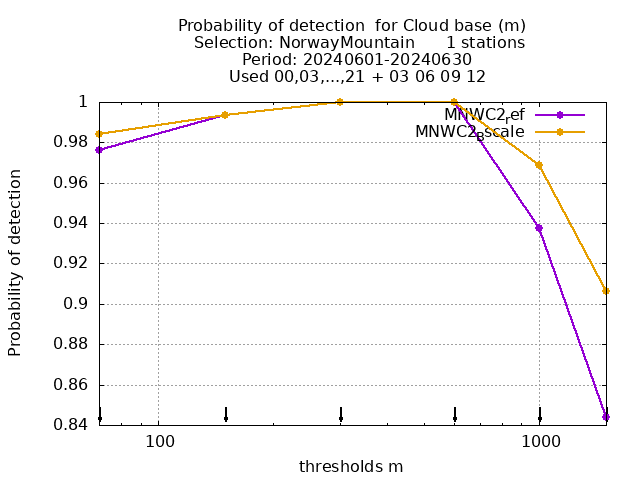 Probability of detection  for Cloud base (m)
Selection: NorwayMountain      1 stations
Period: 20240601-20240630
Used 00,03,...,21 + 03 06 09 12
MNWC2ref
MNWC2Bscale
1
0.98
0.96
0.94
0.92
0.9
0.88
0.86
0.84
Probability of detection
100
1000
thresholds m